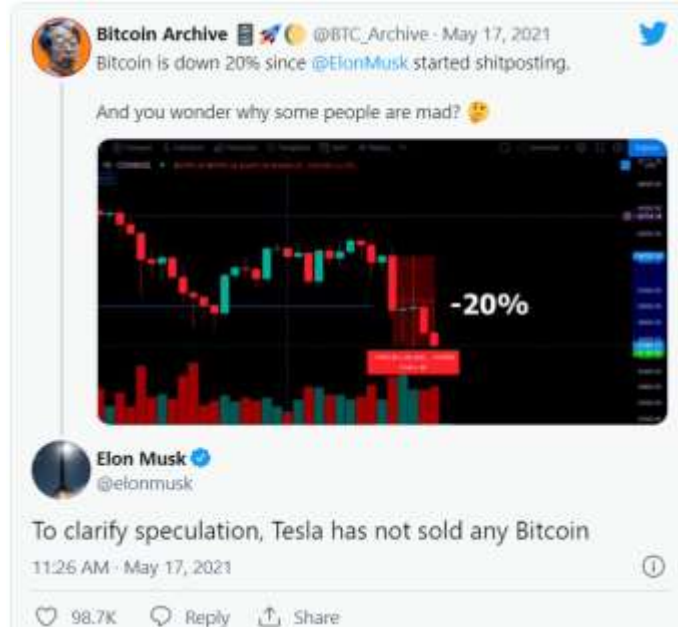 Bitcoin Archive @BTC_Archive · May 17, 2021
Bitcoin is down 20% since @ElonMusk started shitposting.
And you wonder why some people are mad?
-20%
Elon Musk
@elonmusk
To clarify speculation, Tesla has not sold any Bitcoin
11:26 AM · May 17, 2021
98.7K Reply Share